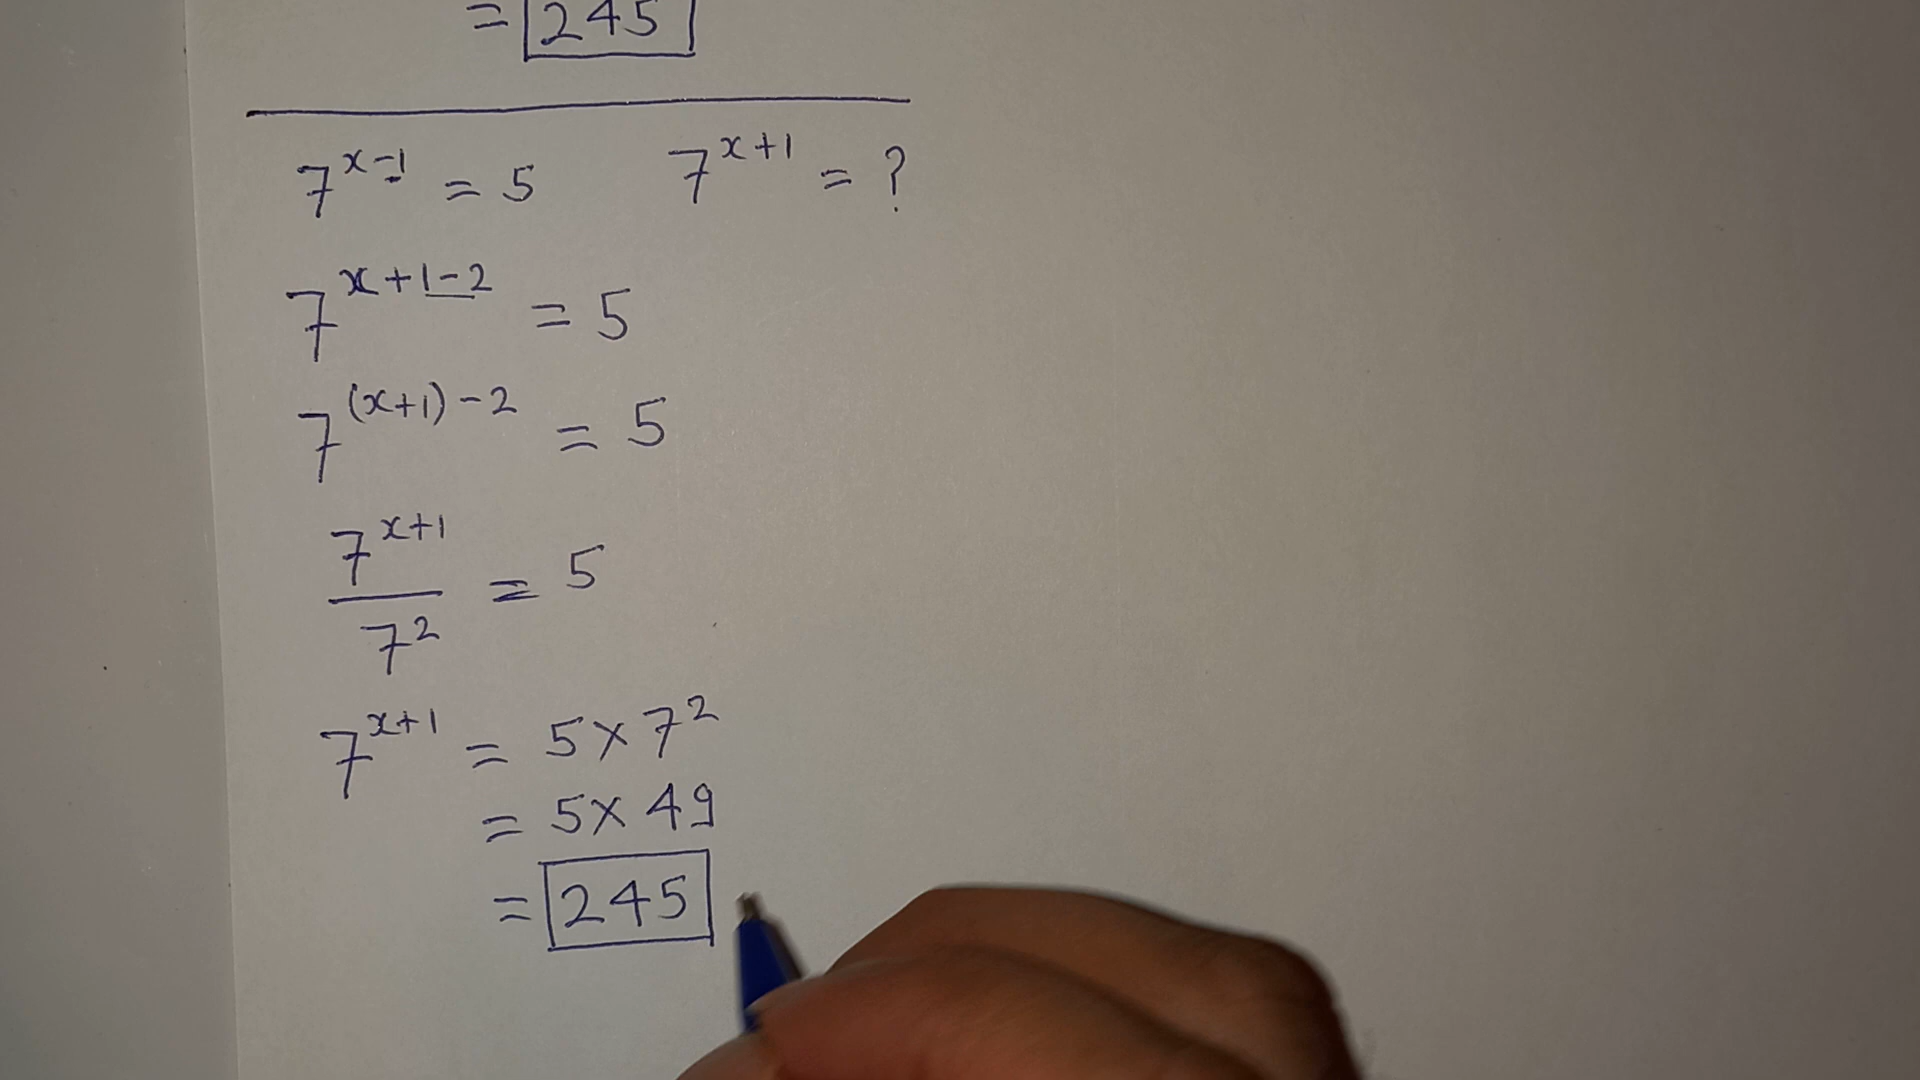 = 245
7^{x-1} = 5    7^{x+1} = ?
7^{x+1-2} = 5
7^{(x+1)-2} = 5
7^{x+1}/7^2 = 5
7^{x+1} = 5×7^2
= 5×49
= 245